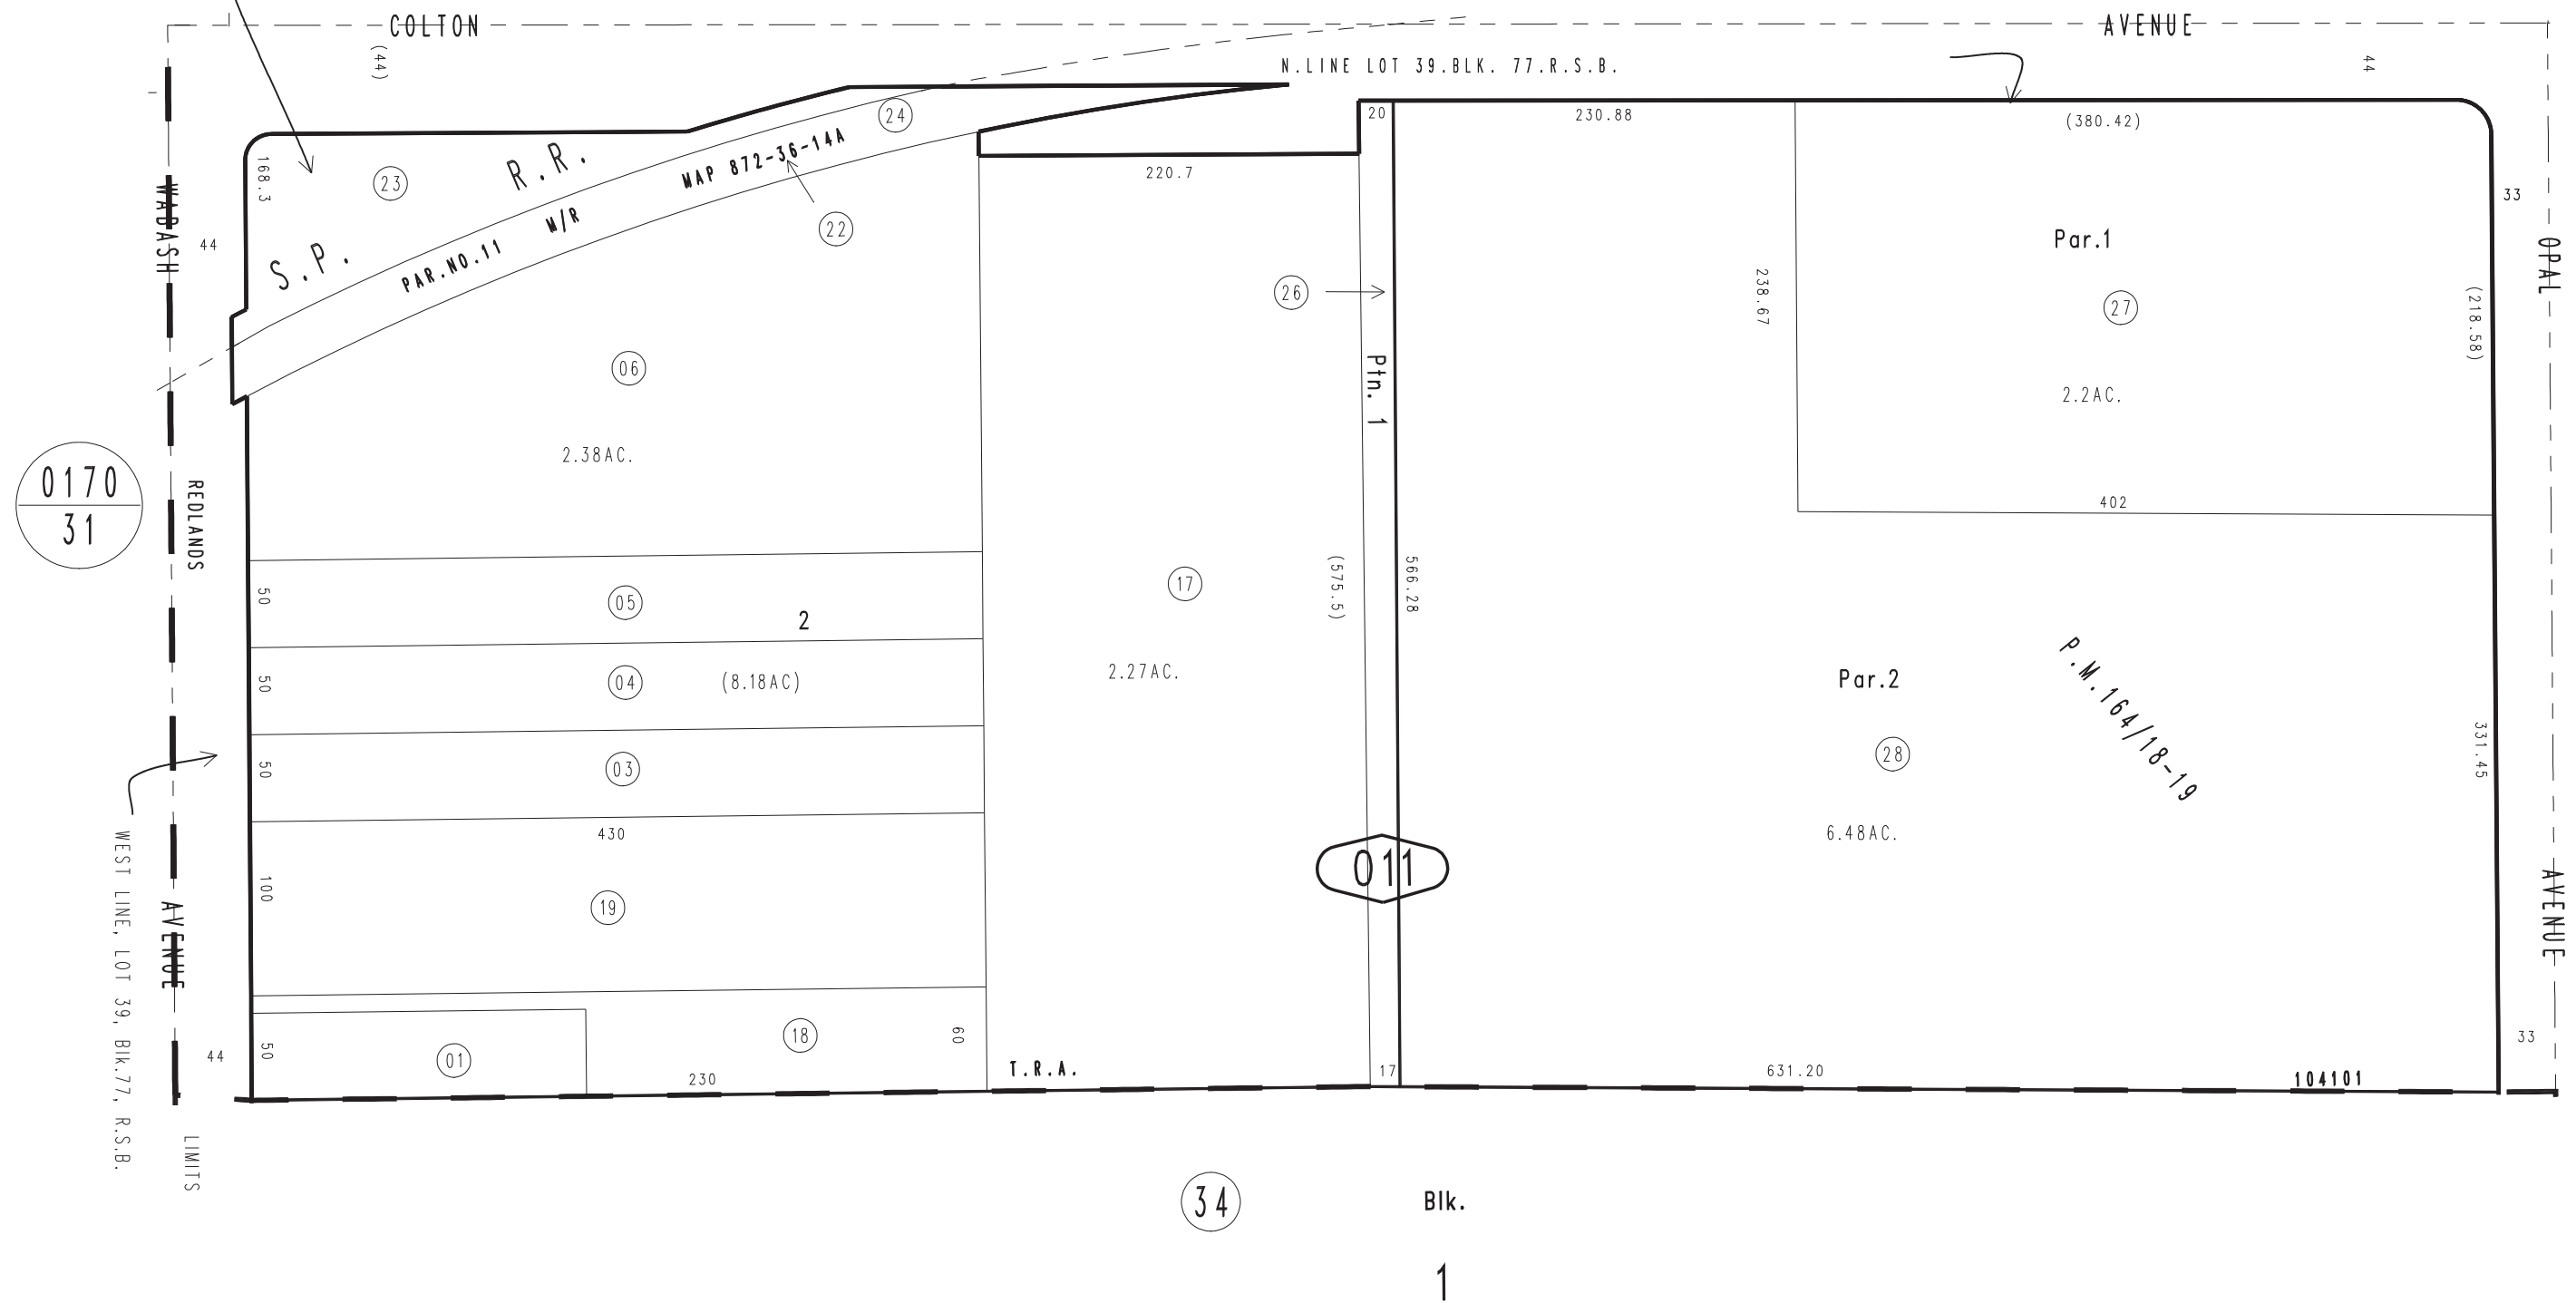 COLTON
AVENUE
(44)
N.LINE LOT 39.BLK. 77.R.S.B.
44
24
20
230.88
(380.42)
168.3
23
R.R.
MAP 872-36-14A
220.7
WABASH
44
33
S.P.
PAR.NO.11
W/R
22
Par.1
OPAL
26
238.67
27
(218.58)
06
Ptn. 1
2.2AC.
2.38AC.
0170
31
REDLANDS
402
50
05
2
17
(575.5)
566.28
50
04
(8.18AC)
2.27AC.
Par.2
P.M.164/18-19
50
03
28
331.45
430
6.48AC.
WEST LINE, LOT 39, Blk.77, R.S.B.
100
011
19
AVENUE
AVENUE
44
50
01
18
60
33
230
T.R.A.
17
631.20
104101
LIMITS
34
Blk.
1